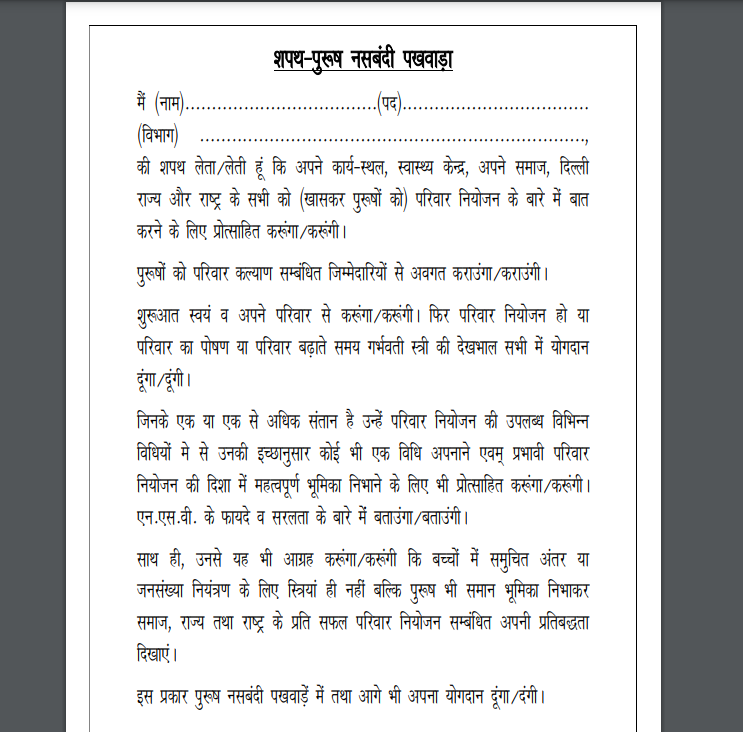 शपथ-पुरूष नसबंदी पखवाड़ा
मैं (नाम)....................................(पद)...................................
(विभाग) .........................................................................,
की शपथ लेता/लेती हूं कि अपने कार्य-स्थल, स्वास्थ्य केन्द्र, अपने समाज, दिल्ली
राज्य और राष्ट्र के सभी को (खासकर पुरूषों को) परिवार नियोजन के बारे में बात
करने के लिए प्रोत्साहित करूंगा/करूंगी।
पुरूषों को परिवार कल्याण सम्बंधित जिम्मेदारियों से अवगत कराउंगा/कराउंगी।
शुरूआत स्वयं व अपने परिवार से करूंगा/करूंगी। फिर परिवार नियोजन हो या
परिवार का पोषण या परिवार बढ़ाते समय गर्भवती स्त्री की देखभाल सभी में योगदान
दूंगा/दूंगी।
जिनके एक या एक से अधिक संतान है उन्हें परिवार नियोजन की उपलब्ध विभिन्न
विधियों मे से उनकी इच्छानुसार कोई भी एक विधि अपनाने एवम् प्रभावी परिवार
नियोजन की दिशा में महत्वपूर्ण भूमिका निभाने के लिए भी प्रोत्साहित करूंगा/करूंगी।
एन.एस.वी. के फायदे व सरलता के बारे में बताउंगा/बताउंगी।
साथ ही, उनसे यह भी आग्रह करूंगा/करूंगी कि बच्चों में समुचित अंतर या
जनसंख्या नियंत्रण के लिए स्त्रियां ही नहीं बल्कि पुरूष भी समान भूमिका निभाकर
समाज, राज्य तथा राष्ट्र के प्रति सफल परिवार नियोजन सम्बंधित अपनी प्रतिबद्धता
दिखाएं।
इस प्रकार पुरूष नसबंदी पखवाड़ें में तथा आगे भी अपना योगदान दूंगा/दंगी।